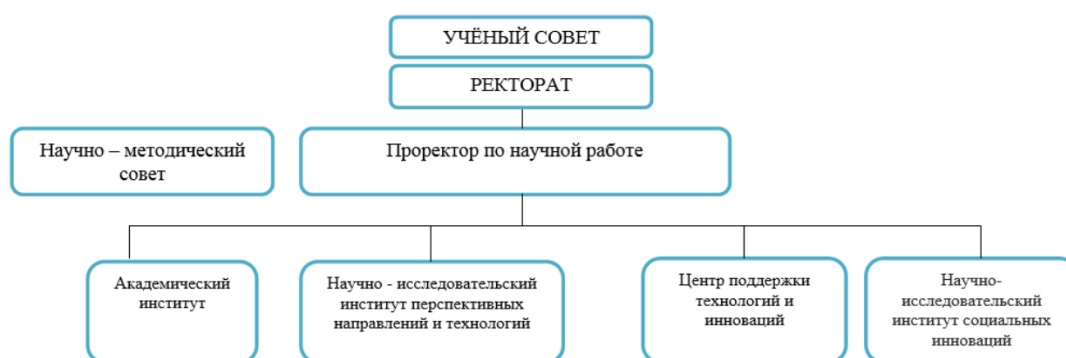 УЧЁНЫЙ СОВЕТ
РЕКТОРАТ
Научно – методический
совет
Проректор по научной работе
Академический
институт
Научно - исследовательский
институт перспективных
направлений и технологий
Центр поддержки
технологий и
инноваций
Научно-
исследовательский
институт социальных
инноваций